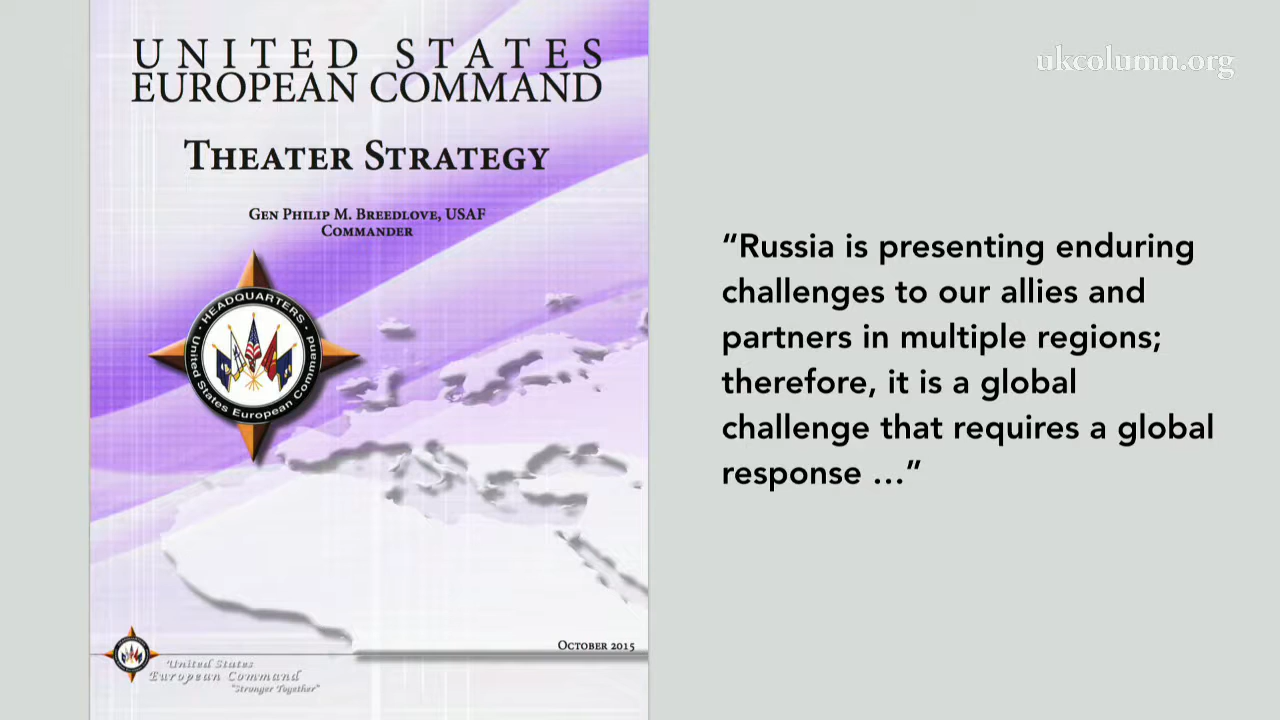 UNITED STATES
EUROPEAN COMMAND
THEATER STRATEGY
GEN PHILIP M. BREEDLOVE, USAF
COMMANDER
· HEADQUARTERS ·
United States European Command
OCTOBER 2015
United States
European Command
"Stronger Together"
ukcolumn.org
“Russia is presenting enduring
challenges to our allies and
partners in multiple regions;
therefore, it is a global
challenge that requires a global
response …”